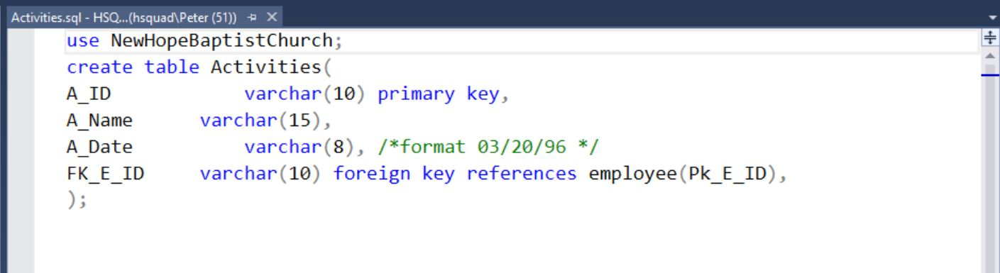 Activities.sql - HSQ...(hsquad\Peter (51))
use NewHopeBaptistChurch;
create table Activities(
A_ID varchar(10) primary key,
A_Name varchar(15),
A_Date varchar(8), /*format 03/20/96 */
FK_E_ID varchar(10) foreign key references employee(Pk_E_ID),
);